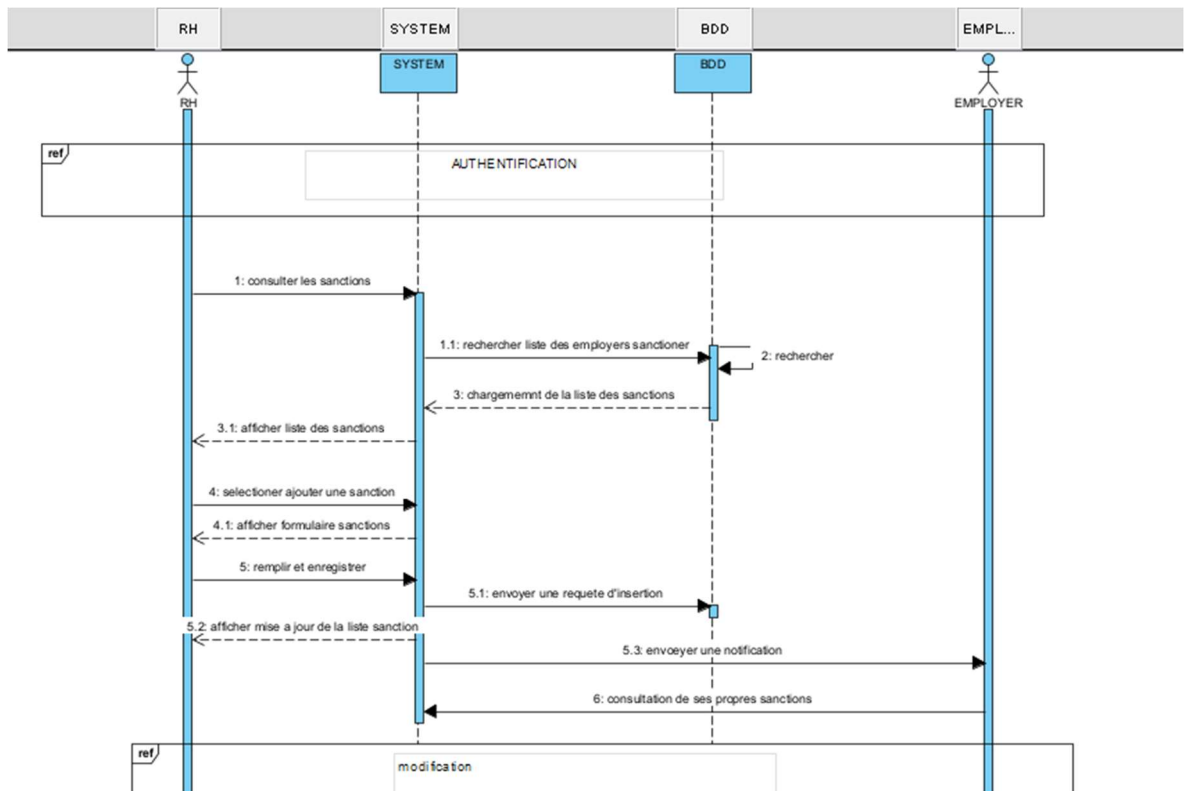 RH
SYSTEM
BDD
EMPL...
SYSTEM
BDD
RH
EMPLOYER
ref
AUTHENTIFICATION
1: consulter les sanctions
1.1: rechercher liste des employers sanctioner
2: rechercher
3: chargememnt de la liste des sanctions
3.1: afficher liste des sanctions
4: selectioner ajouter une sanction
4.1: afficher formulaire sanctions
5: remplir et enregistrer
5.1: envoyer une requete d'insertion
5.2: afficher mise a jour de la liste sanction
5.3: envoeyer une notification
6: consultation de ses propres sanctions
ref
modification